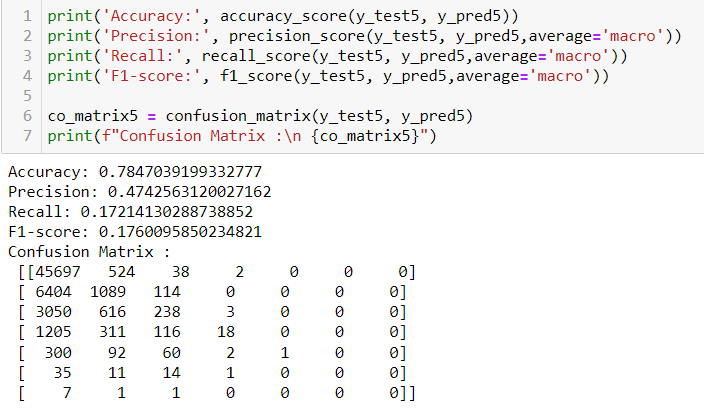 1 print('Accuracy:', accuracy_score(y_test5, y_pred5))
2 print('Precision:', precision_score(y_test5, y_pred5,average='macro'))
3 print('Recall:', recall_score(y_test5, y_pred5,average='macro'))
4 print('F1-score:', f1_score(y_test5, y_pred5,average='macro'))
5
6 co_matrix5 = confusion_matrix(y_test5, y_pred5)
7 print(f"Confusion Matrix :\n {co_matrix5}")
Accuracy: 0.7847039199332777
Precision: 0.4742563120027162
Recall: 0.17214130288738852
F1-score: 0.1760095850234821
Confusion Matrix :
[[45697 524 38 2 0 0 0]
[ 6404 1089 114 0 0 0 0]
[ 3050 616 238 3 0 0 0]
[ 1205 311 116 18 0 0 0]
[ 300 92 60 2 1 0 0]
[ 35 11 14 1 0 0 0]
[ 7 1 1 0 0 0 0]]